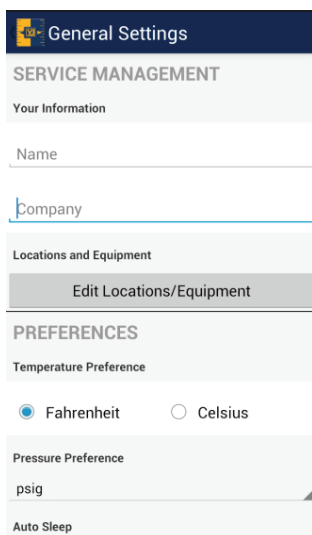 General Settings
SERVICE MANAGEMENT
Your Information
Name
Company
Locations and Equipment
Edit Locations/Equipment
PREFERENCES
Temperature Preference
Fahrenheit Celsius
Pressure Preference
psig
Auto Sleep